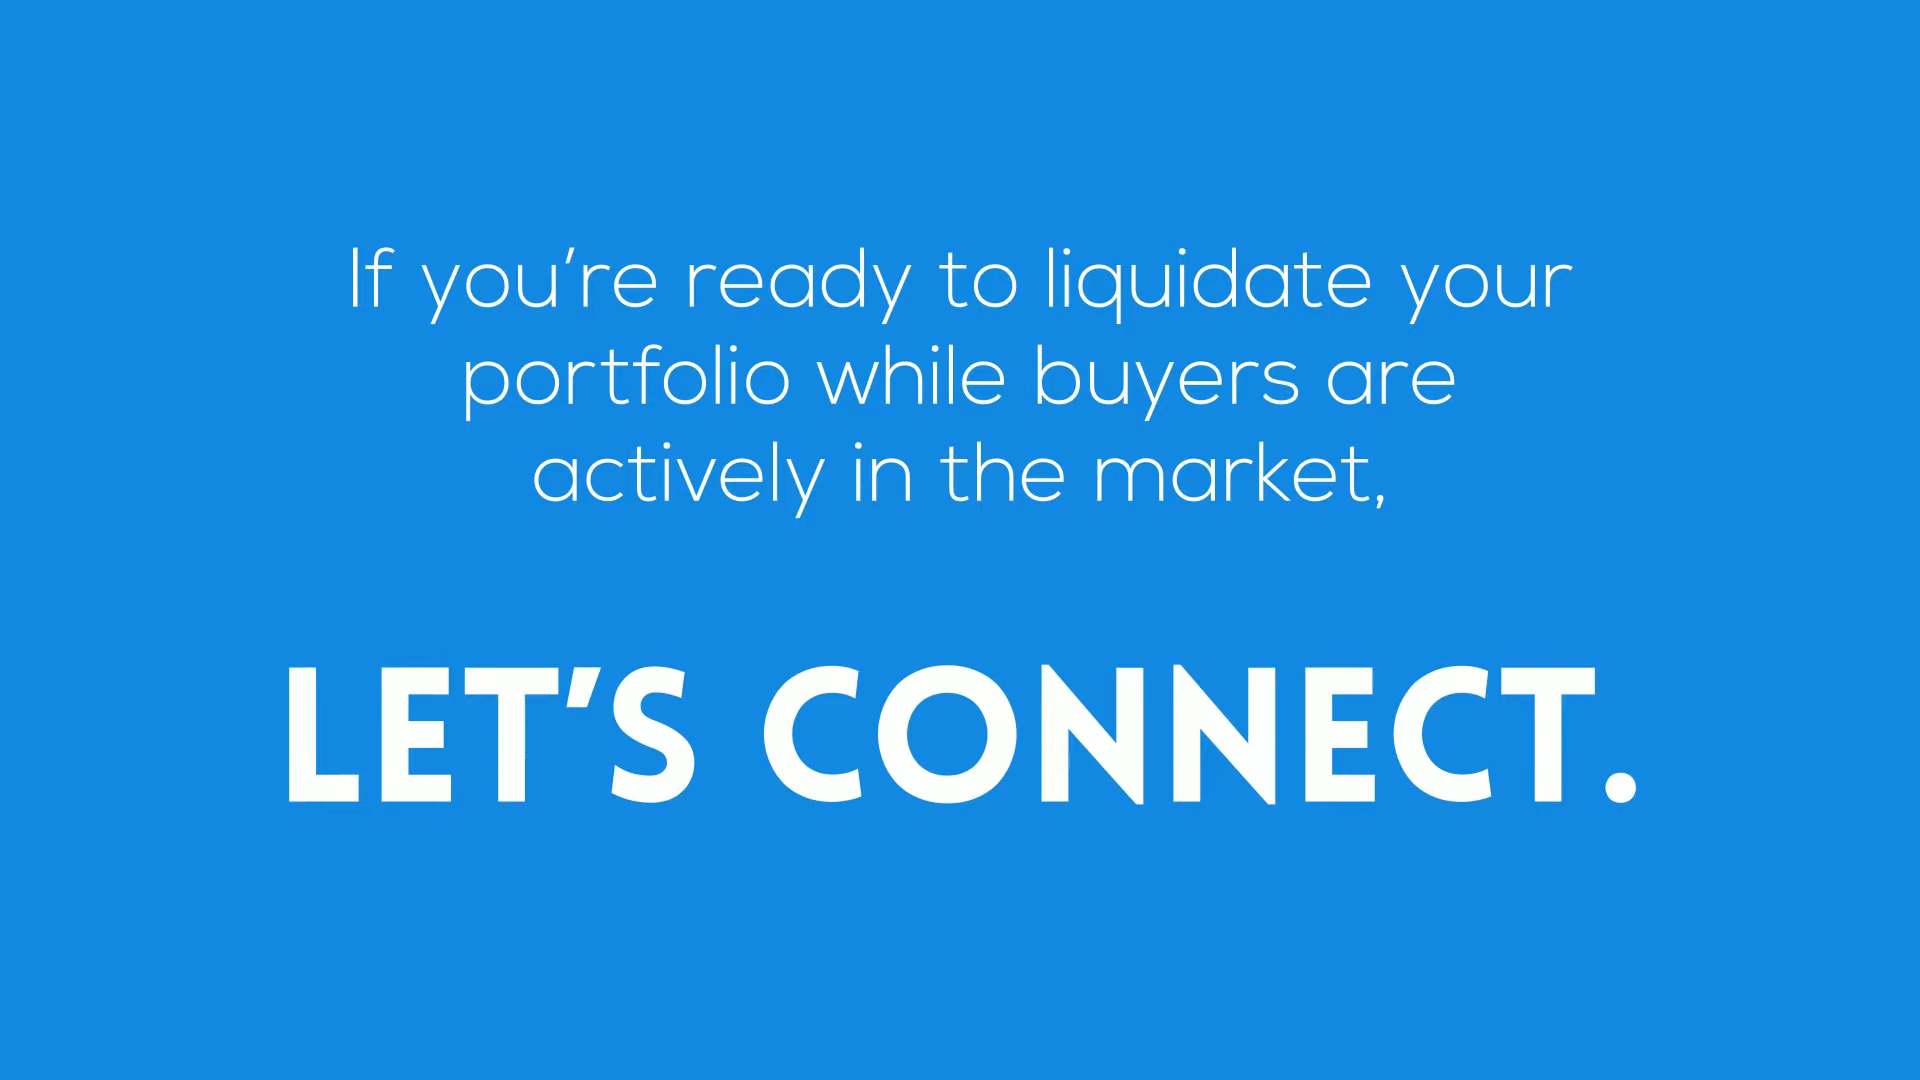 If you’re ready to liquidate your
portfolio while buyers are
actively in the market,
LET’S CONNECT.